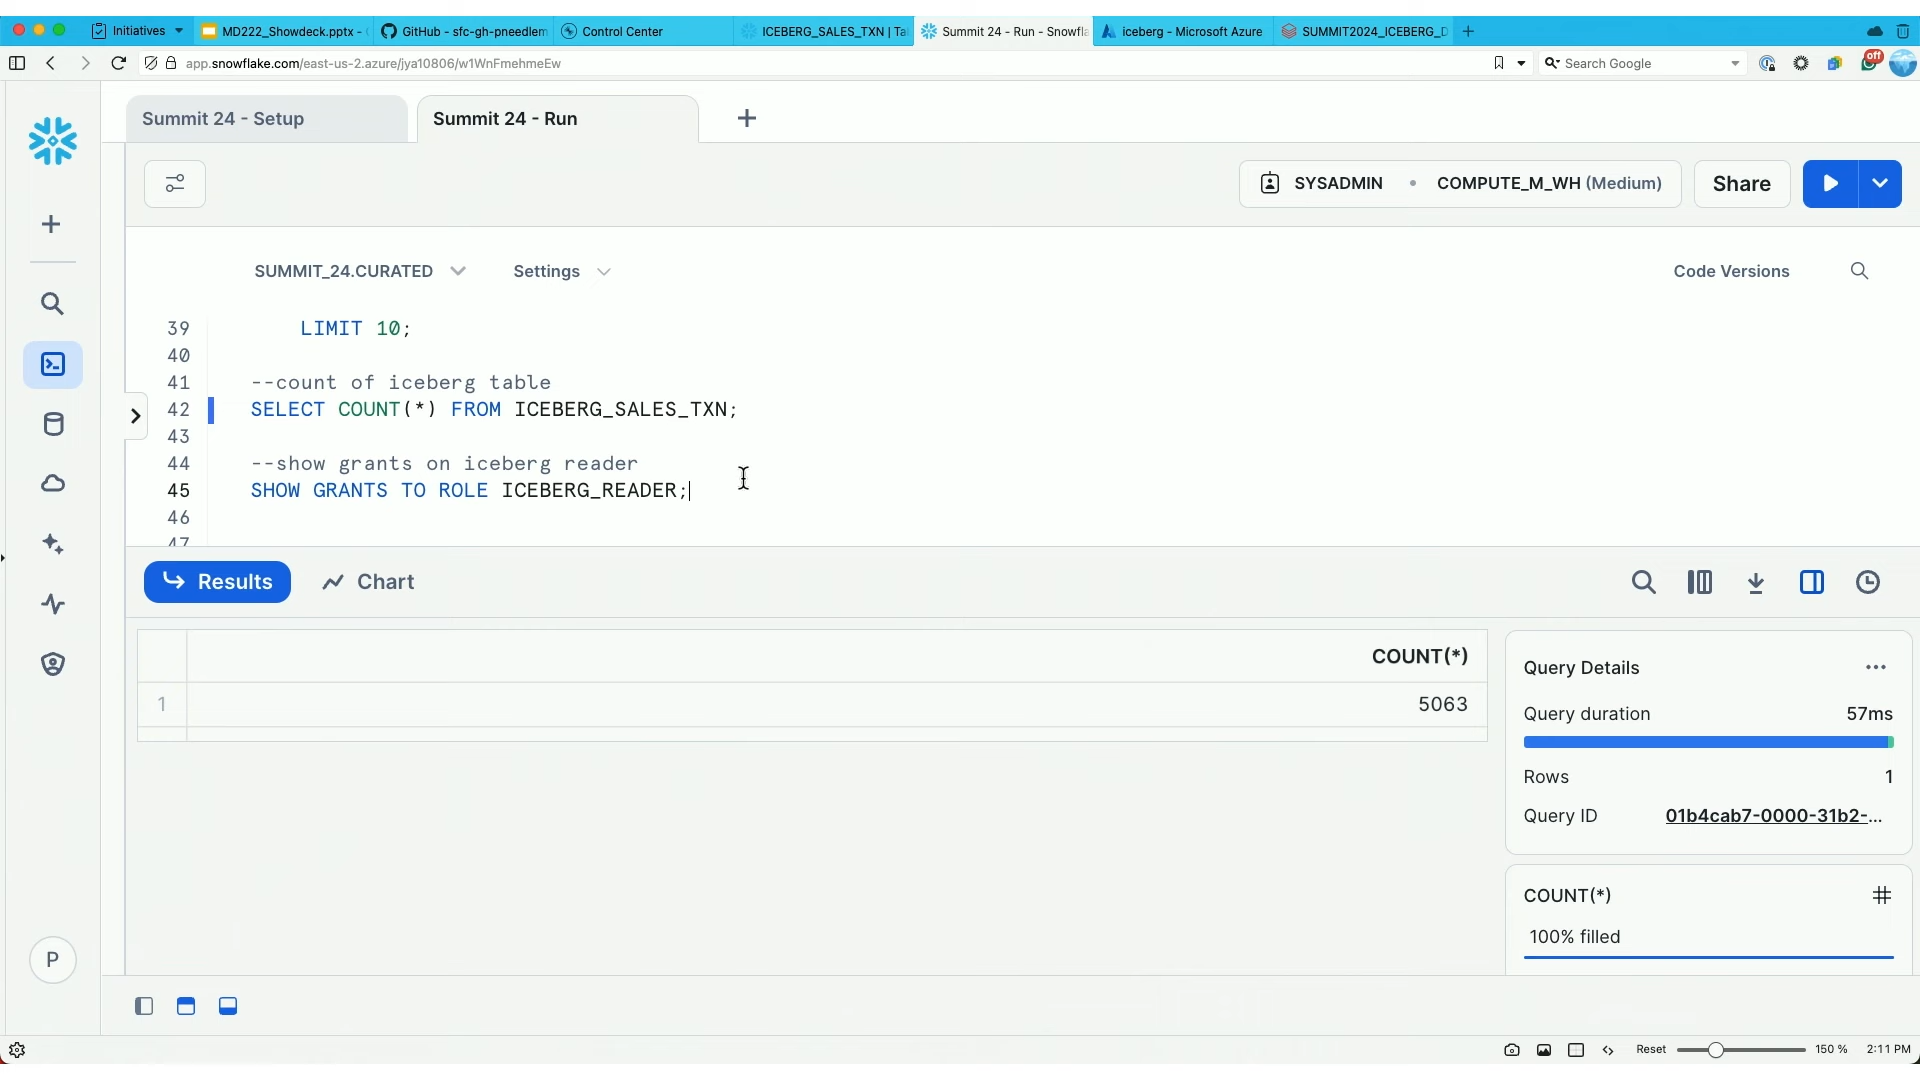 Initiatives
MD222_Showdeck.pptx -
GitHub - sfc-gh-pneedlem
Control Center
ICEBERG_SALES_TXN | Ta
Summit 24 - Run - Snowfla
iceberg - Microsoft Azure
SUMMIT2024_ICEBERG_D
app.snowflake.com/east-us-2.azure/jya10806/w1WnFmehmeEw
Search Google
off
Summit 24 - Setup
Summit 24 - Run
SYSADMIN • COMPUTE_M_WH (Medium)
Share
SUMMIT_24.CURATED
Settings
Code Versions
39 LIMIT 10;
40
41 --count of iceberg table
42 SELECT COUNT(*) FROM ICEBERG_SALES_TXN;
43
44 --show grants on iceberg reader
45 SHOW GRANTS TO ROLE ICEBERG_READER;
46
47
Results
Chart
COUNT(*)
1 5063
Query Details
Query duration 57ms
Rows 1
Query ID 01b4cab7-0000-31b2-...
COUNT(*)
100% filled
P
Reset 150 % 2:11 PM